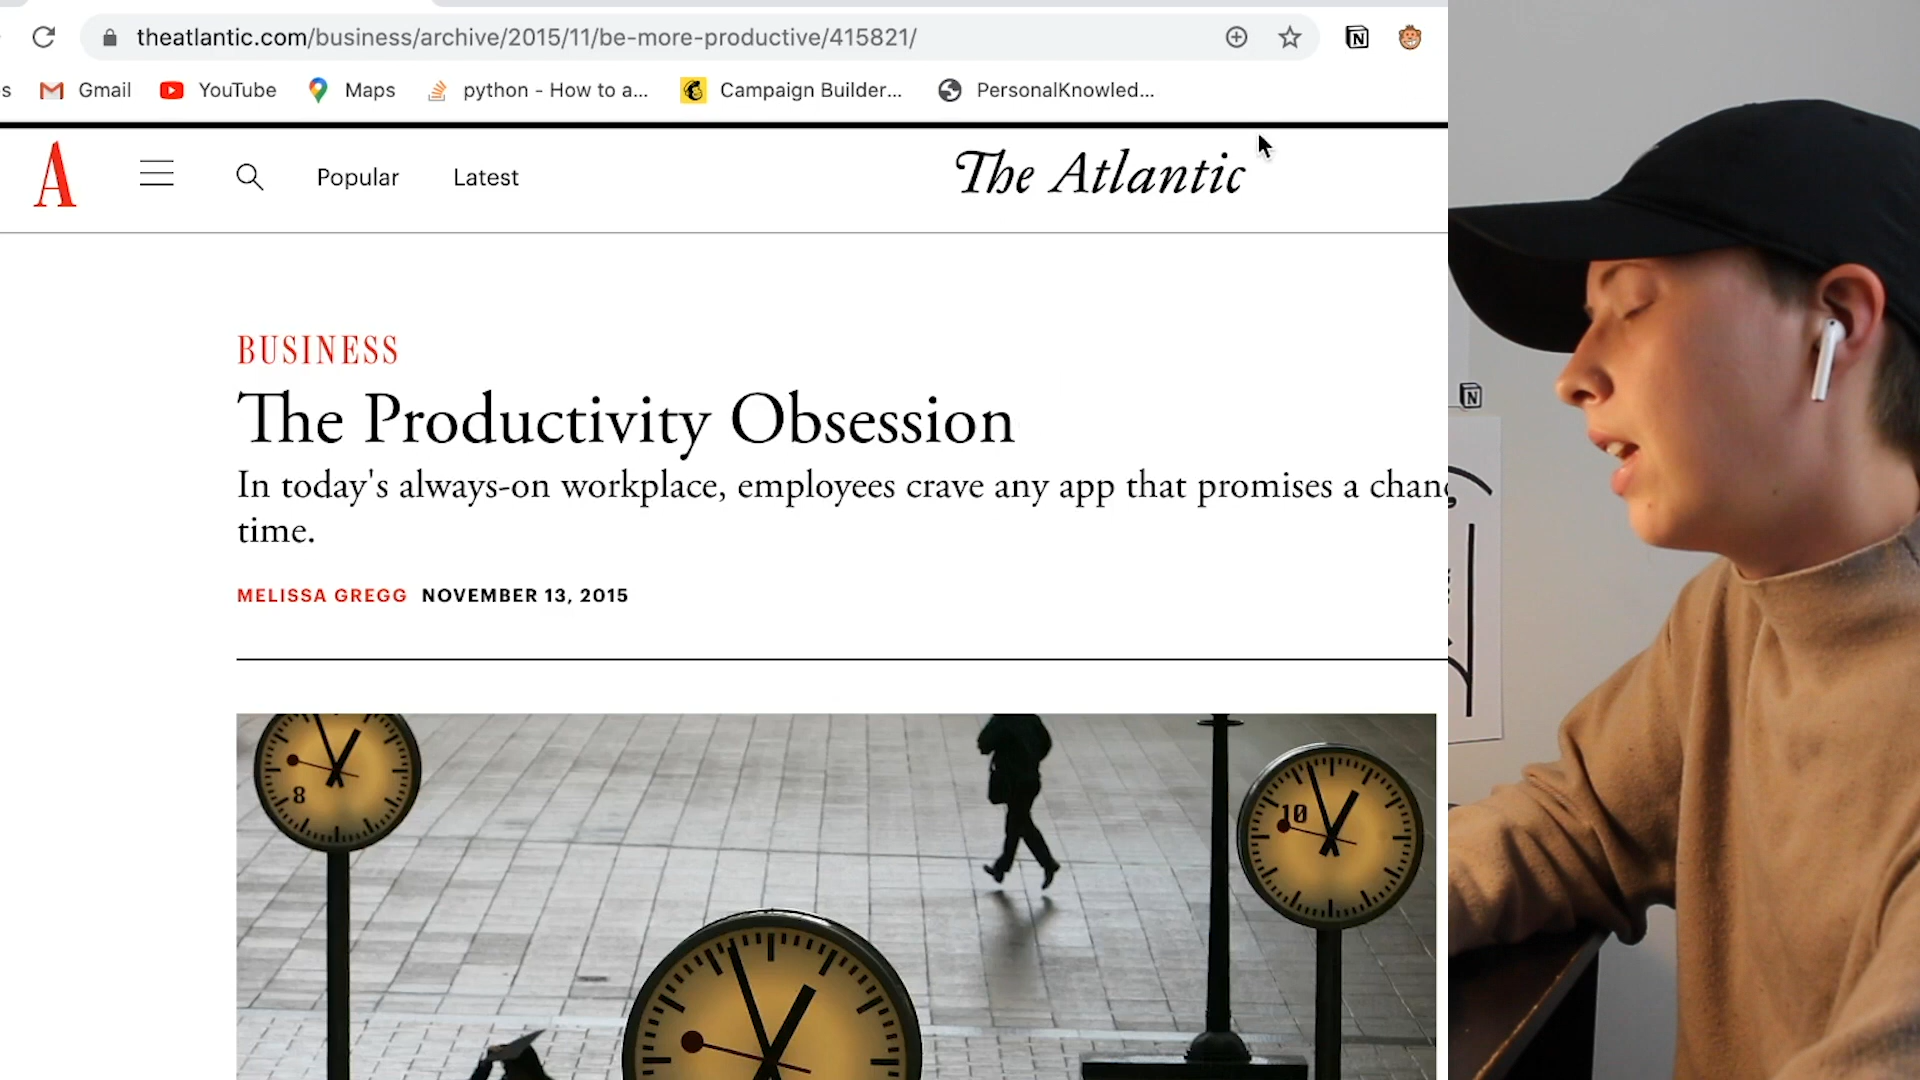 theatlantic.com/business/archive/2015/11/be-more-productive/415821/
s Gmail YouTube Maps python - How to a... Campaign Builder... PersonalKnowled...
A Popular Latest The Atlantic
BUSINESS
The Productivity Obsession
In today's always-on workplace, employees crave any app that promises a chanc
time.
MELISSA GREGG NOVEMBER 13, 2015
8
10
N
N